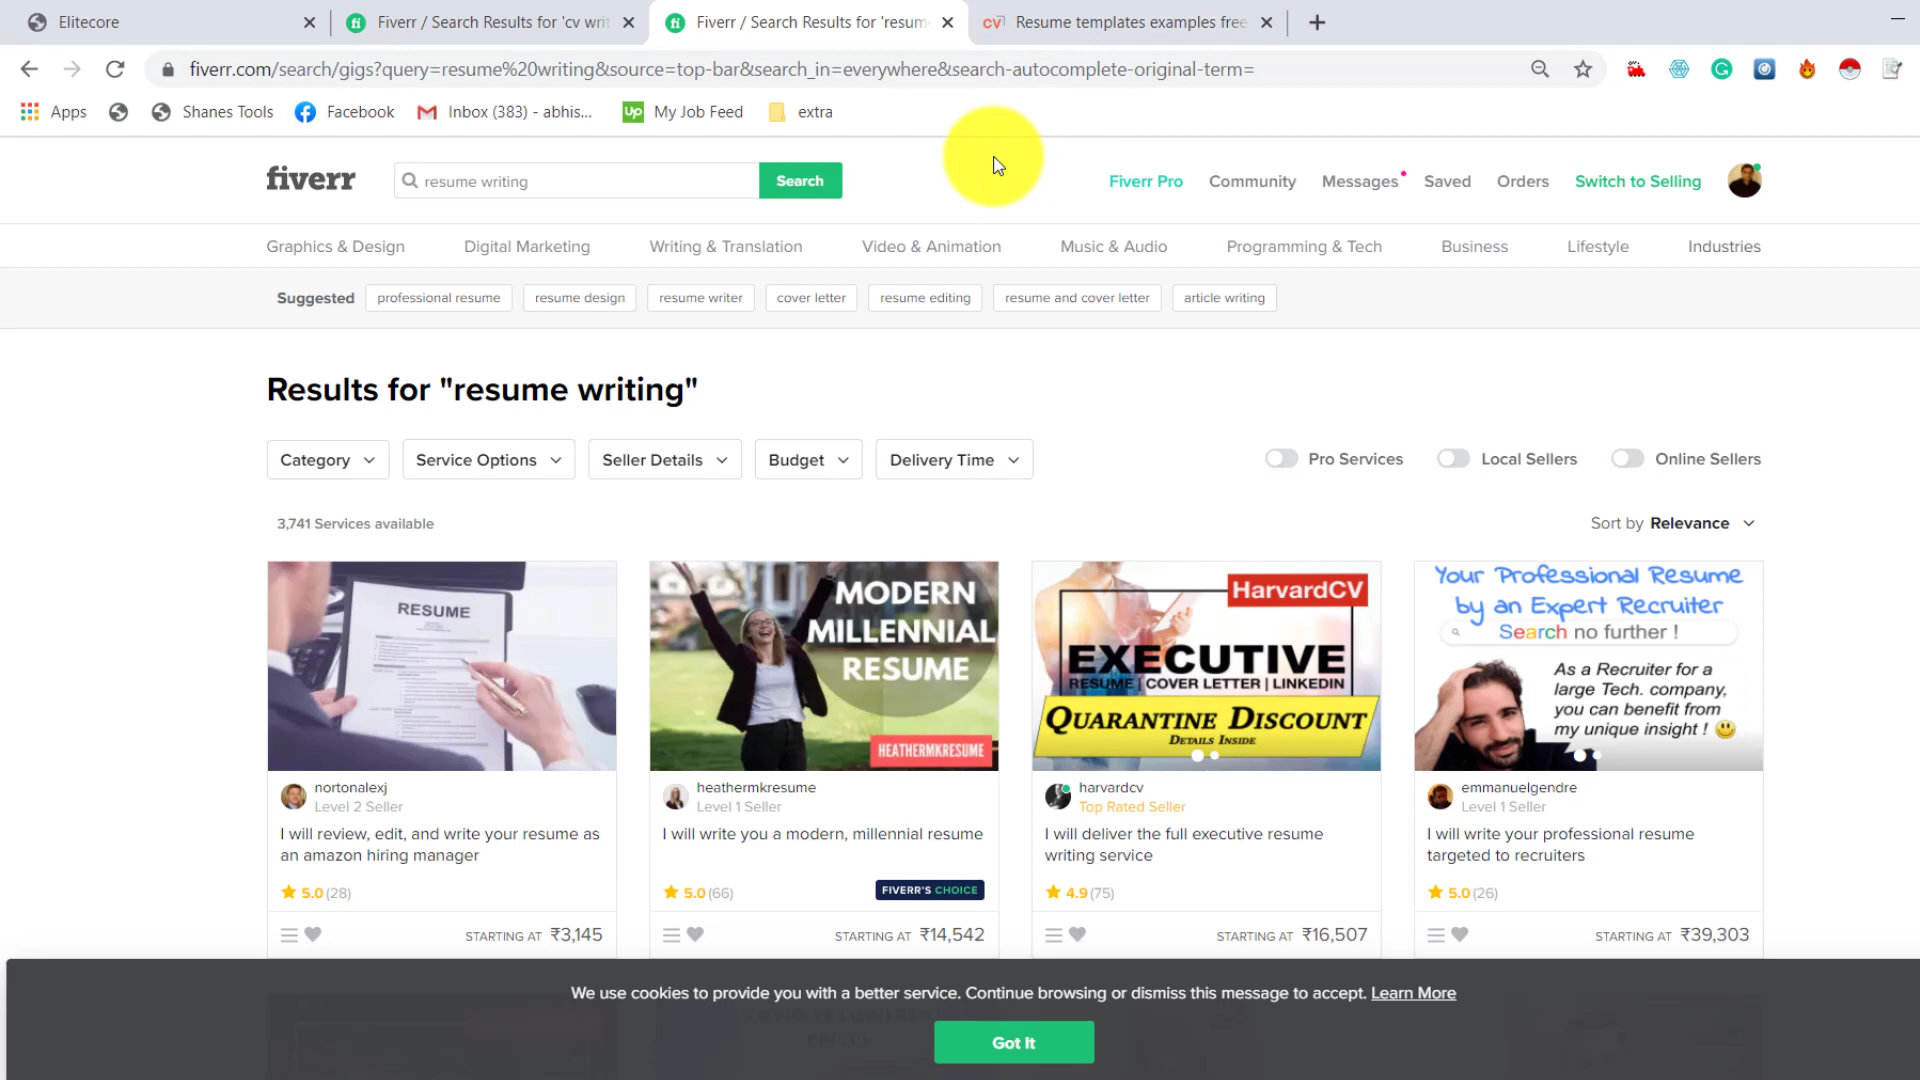 Elitecore
Fiverr / Search Results for 'cv writ
Fiverr / Search Results for 'resum
CV Resume templates examples free
fiverr.com/search/gigs?query=resume%20writing&source=top-bar&search_in=everywhere&search-autocomplete-original-term=
Apps Shanes Tools Facebook Inbox (383) - abhis... Up My Job Feed extra
fiverr resume writing Search Fiverr Pro Community Messages Saved Orders Switch to Selling
Graphics & Design Digital Marketing Writing & Translation Video & Animation Music & Audio Programming & Tech Business Lifestyle Industries
Suggested professional resume resume design resume writer cover letter resume editing resume and cover letter article writing
Results for "resume writing"
Category Service Options Seller Details Budget Delivery Time Pro Services Local Sellers Online Sellers
3,741 Services available Sort by Relevance
RESUME
nortonalexj
Level 2 Seller
I will review, edit, and write your resume as
an amazon hiring manager
5.0 (28)
STARTING AT ₹3,145
MODERN
MILLENNIAL
RESUME
HEATHERMKRESUME
heathermkresume
Level 1 Seller
I will write you a modern, millennial resume
5.0 (66) FIVERR'S CHOICE
STARTING AT ₹14,542
HarvardCV
EXECUTIVE
RESUME | COVER LETTER | LINKEDIN
QUARANTINE DISCOUNT
DETAILS INSIDE
harvardcv
Top Rated Seller
I will deliver the full executive resume
writing service
4.9 (75)
STARTING AT ₹16,507
Your Professional Resume
by an Expert Recruiter
Search no further !
As a Recruiter for a
large Tech. company,
you can benefit from
my unique insight !
emmanuelgendre
Level 1 Seller
I will write your professional resume
targeted to recruiters
5.0 (26)
STARTING AT ₹39,303
We use cookies to provide you with a better service. Continue browsing or dismiss this message to accept. Learn More
Got It